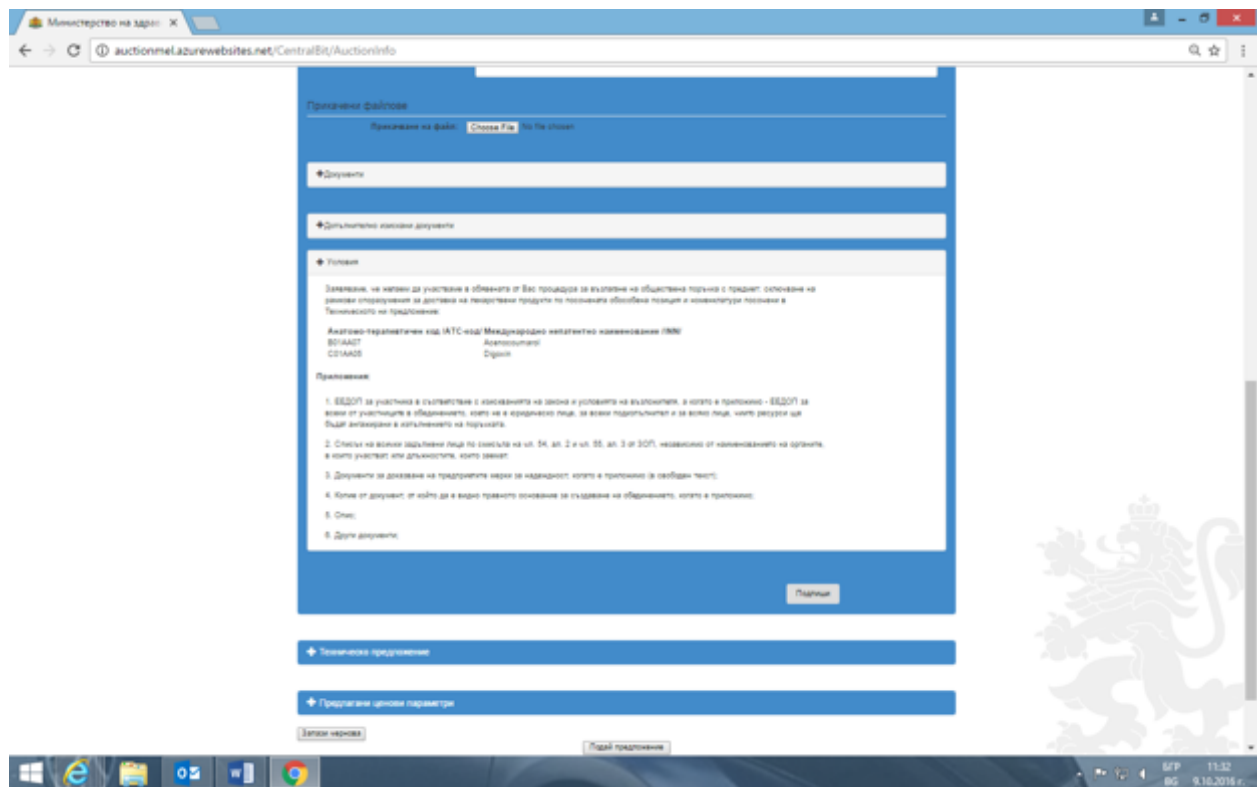 Министерство на здрав
auctionmel.azurewebsites.net/CentralBit/AuctionInfo
Прикачени файлове
Прикачване на файл: Choose File No file chosen
Документи
Допълнително изискани документи
Условия
Заявяваме, че желаем да участваме в обявената от Вас процедура за възлагане на обществена поръчка с предмет: сключване на
рамкови споразумения за доставка на лекарствени продукти по посочената обособена позиция и номенклатури посочени в
Техническото ни предложение:
Анатомо-терапевтичен код /ATC-код/ Международно непатентно наименование /INN/
B01AA07 Acenocoumarol
C01AA05 Digoxin
Приложения:
1. ЕЕДОП за участника в съответствие с изискванията на закона и условията на възложителя, а когато е приложимо - ЕЕДОП за
всеки от участниците в обединението, което не е юридическо лице, за всеки подизпълнител и за всяко лице, чиито ресурси ще
бъдат ангажирани в изпълнението на поръчката.
2. Списък на всички задължени лица по смисъла на чл. 54, ал. 2 и чл. 55, ал. 3 от ЗОП, независимо от наименованието на органите,
в които участват, или длъжностите, които заемат.
3. Документи за доказване на предприетите мерки за надеждност, когато е приложимо (в свободен текст);
4. Копие от документ, от който да е видно правното основание за създаване на обединението, когато е приложимо;
5. Опис;
6. Други документи;
Подпиши
Техническо предложение
Предлагани ценови параметри
Запази чернова
Подай предложение
БГР 11:32
BG 9.10.2016 г.